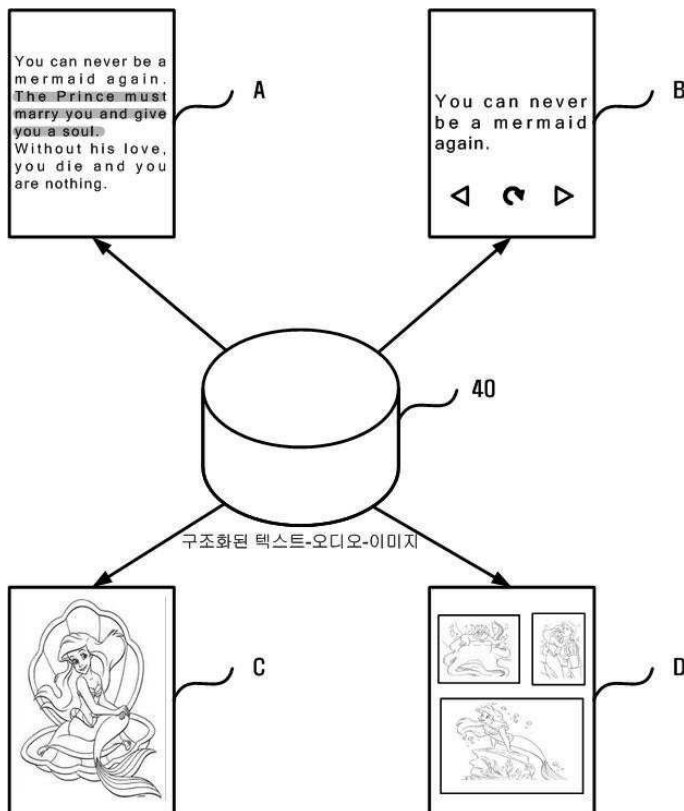 You can never be a
mermaid again.
The Prince must
marry you and give
you a soul.
Without his love,
you die and you
are nothing.
A
You can never
be a mermaid
again.
B
40
구조화된 텍스트-오디오-이미지
C
D